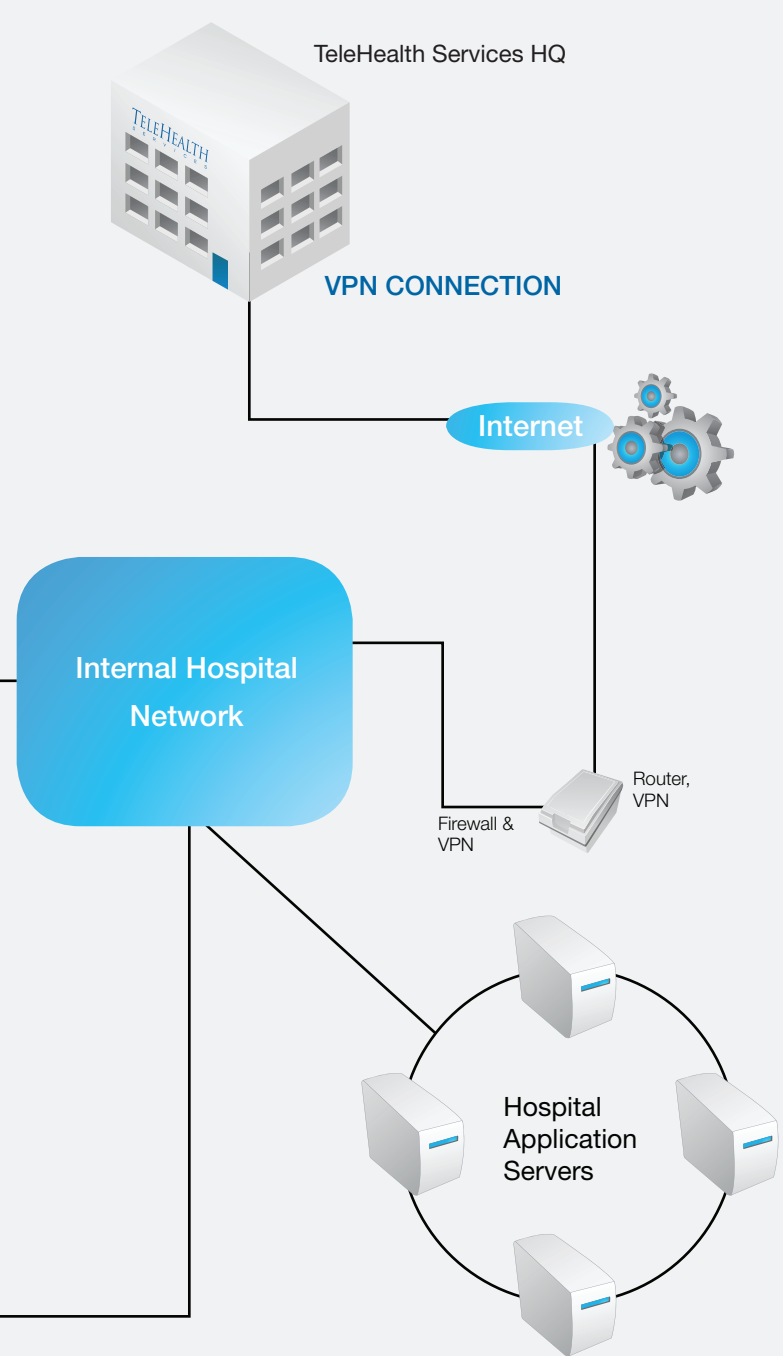 TeleHealth Services HQ
TELEHEALTH
SERVICES
VPN CONNECTION
Internet
Internal Hospital
Network
Router,
VPN
Firewall &
VPN
Hospital
Application
Servers